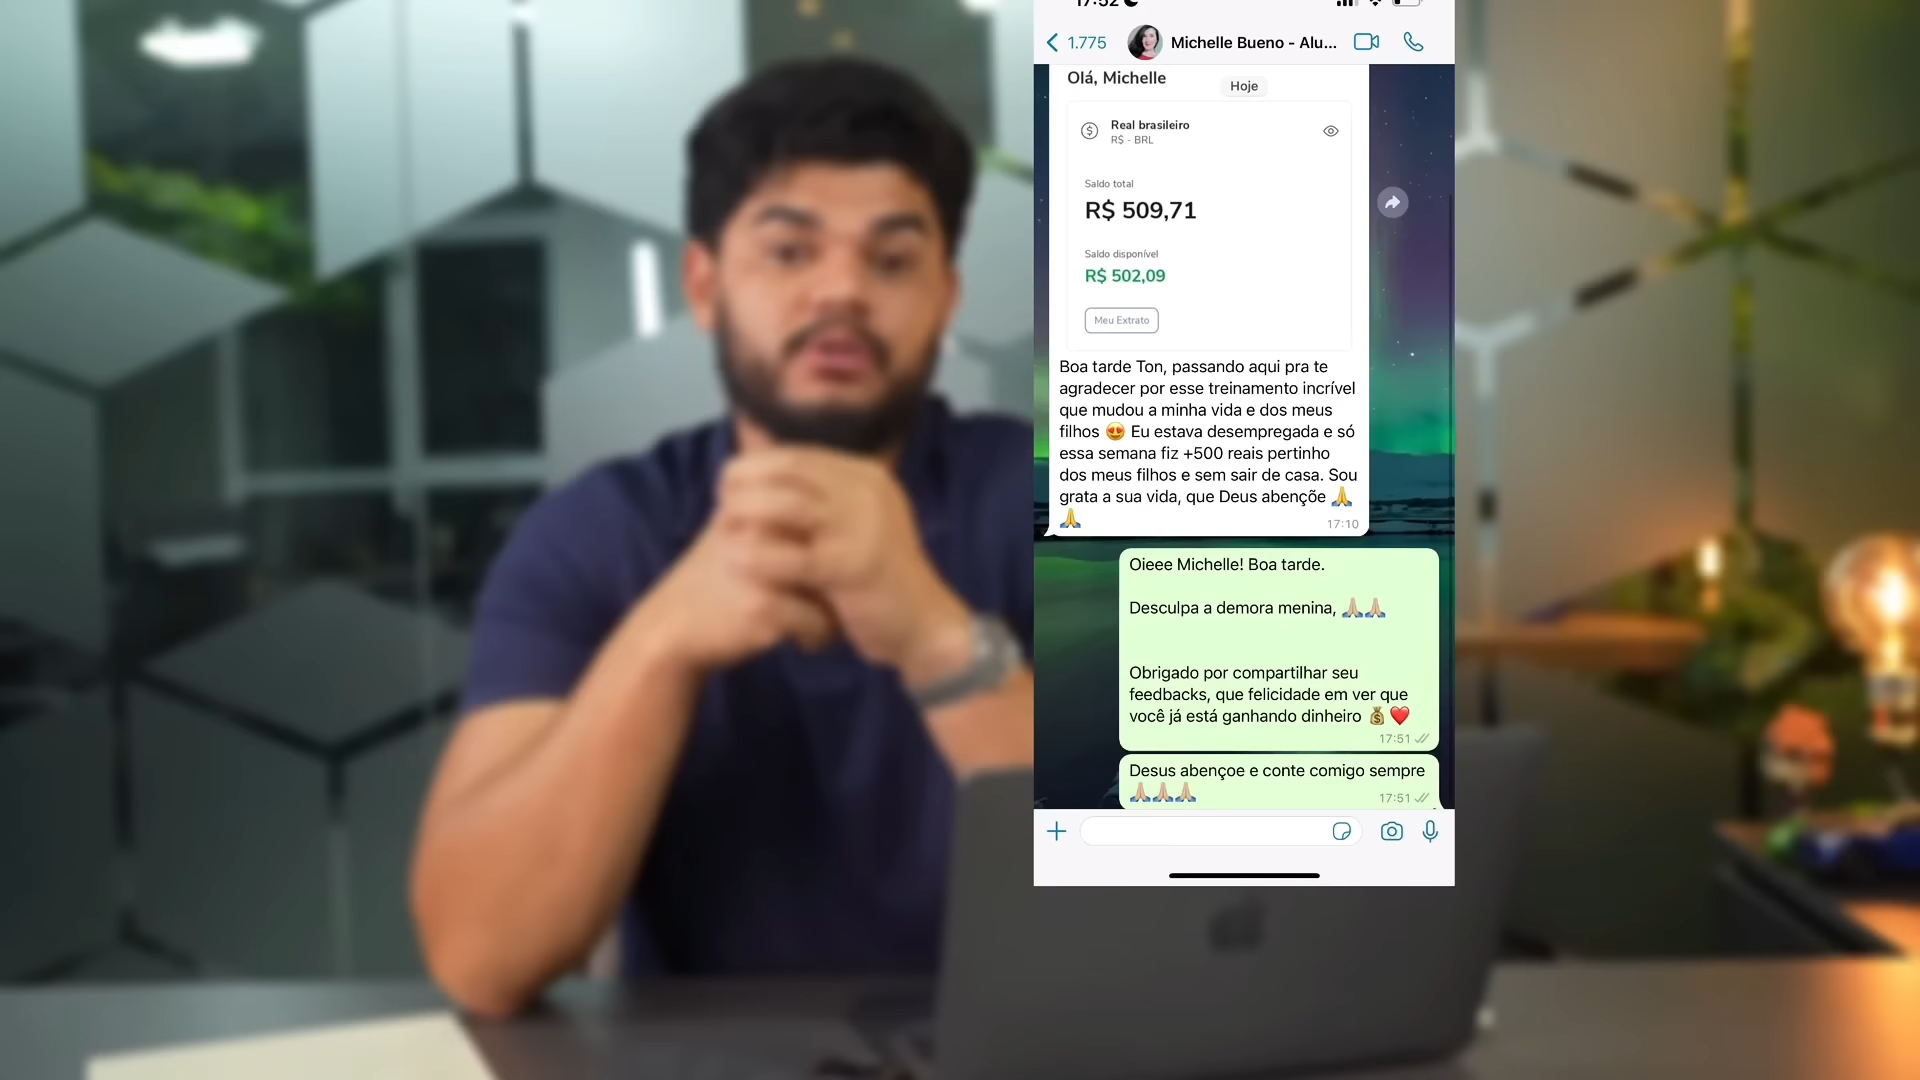 17:52
1.775
Michelle Bueno - Alu...
Olá, Michelle
Hoje
Real brasileiro
R$ - BRL
Saldo total
R$ 509,71
Saldo disponível
R$ 502,09
Meu Extrato
Boa tarde Ton, passando aqui pra te
agradecer por esse treinamento incrível
que mudou a minha vida e dos meus
filhos 😍 Eu estava desempregada e só
essa semana fiz +500 reais pertinho
dos meus filhos e sem sair de casa. Sou
grata a sua vida, que Deus abençõe 🙏
🙏
17:10
Oieee Michelle! Boa tarde.
Desculpa a demora menina, 🙏🏼🙏🏼
Obrigado por compartilhar seu
feedbacks, que felicidade em ver que
você já está ganhando dinheiro 💰❤️
17:51
Desus abençoe e conte comigo sempre
🙏🏼🙏🏼🙏🏼
17:51